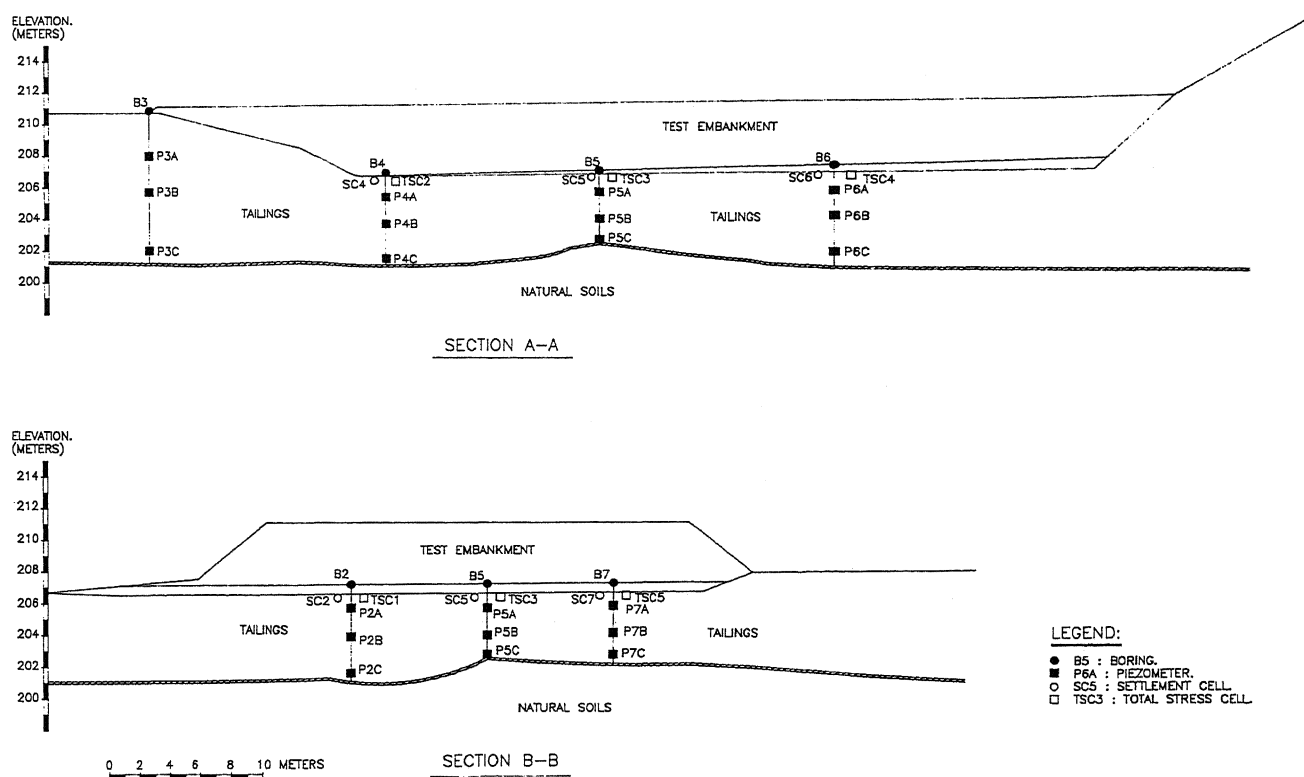 ELEVATION.
(METERS)
214
212
210
208
206
204
202
200
B3
P3A
P3B
P3C
TEST EMBANKMENT
B4
SC4
TSC2
P4A
P4B
P4C
B5
SC5
TSC3
P5A
P5B
P5C
B6
SC6
TSC4
P6A
P6B
P6C
TAILINGS
TAILINGS
NATURAL SOILS
SECTION A-A
ELEVATION.
(METERS)
214
212
210
208
206
204
202
200
TEST EMBANKMENT
B2
SC2
TSC1
P2A
P2B
P2C
B5
SC5
TSC3
P5A
P5B
P5C
B7
SC7
TSC5
P7A
P7B
P7C
TAILINGS
TAILINGS
NATURAL SOILS
LEGEND:
B5 : BORING.
P6A : PIEZOMETER.
SC5 : SETTLEMENT CELL.
TSC3 : TOTAL STRESS CELL.
0 2 4 6 8 10 METERS
SECTION B-B